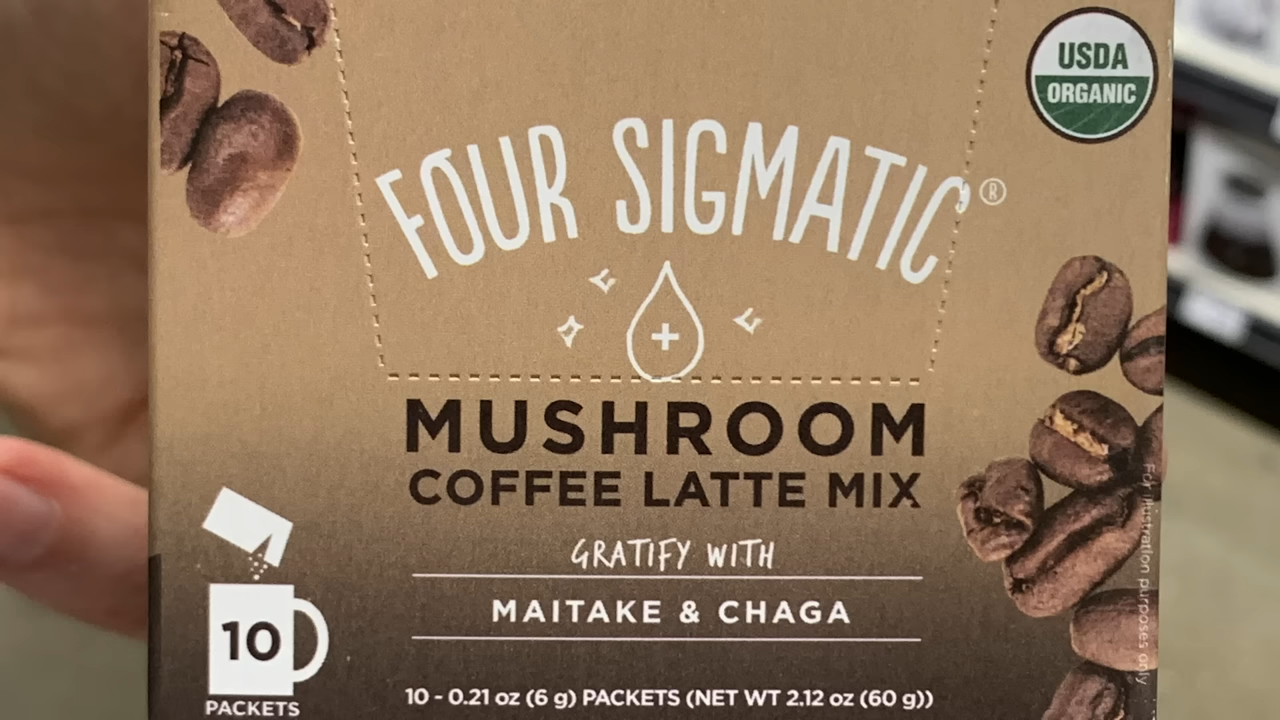 USDA
ORGANIC
FOUR SIGMATIC®
+
MUSHROOM
COFFEE LATTE MIX
GRATIFY WITH
MAITAKE & CHAGA
10
PACKETS
10 - 0.21 oz (6 g) PACKETS (NET WT 2.12 oz (60 g))
For illustration purposes only